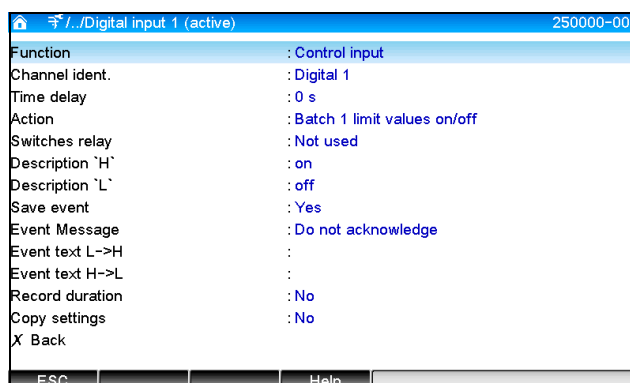 /../Digital input 1 (active) 250000-00
Function : Control input
Channel ident. : Digital 1
Time delay : 0 s
Action : Batch 1 limit values on/off
Switches relay : Not used
Description `H` : on
Description `L` : off
Save event : Yes
Event Message : Do not acknowledge
Event text L->H :
Event text H->L :
Record duration : No
Copy settings : No
X Back
ESC Help